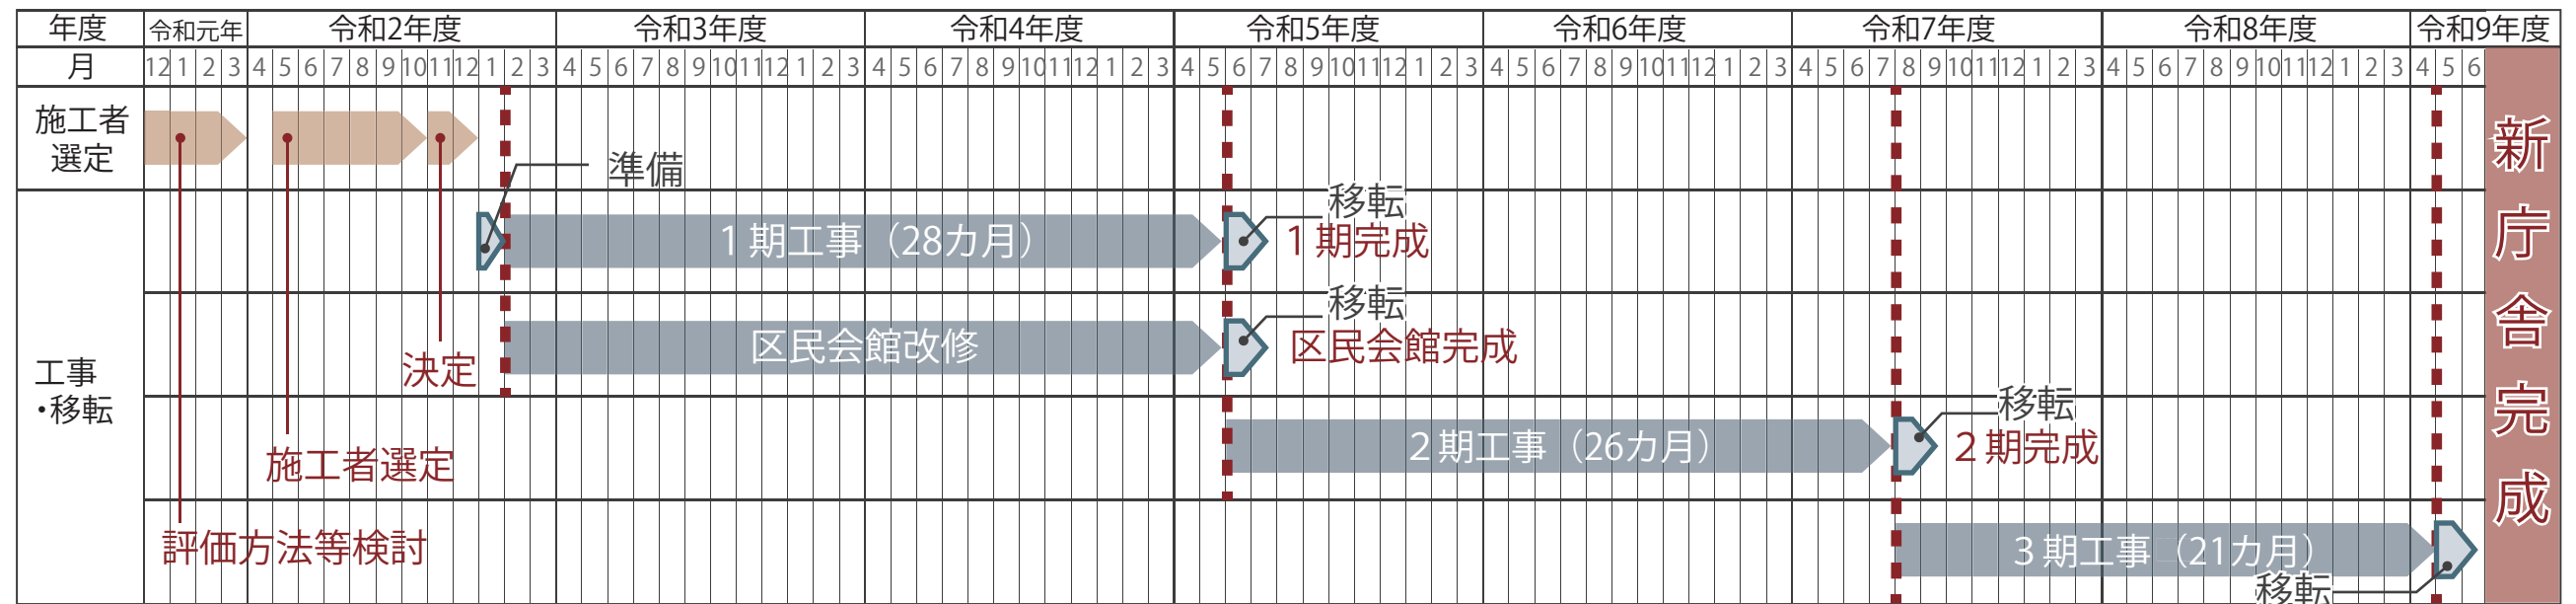 年度 令和元年 令和2年度 令和3年度 令和4年度 令和5年度 令和6年度 令和7年度 令和8年度 令和9年度
月 12 1 2 3 4 5 6 7 8 9 10 11 12 1 2 3 4 5 6 7 8 9 10 11 12 1 2 3 4 5 6 7 8 9 10 11 12 1 2 3 4 5 6 7 8 9 10 11 12 1 2 3 4 5 6 7 8 9 10 11 12 1 2 3 4 5 6 7 8 9 10 11 12 1 2 3 4 5 6 7 8 9 10 11 12 1 2 3 4 5 6
施工者
選定
準備
移転
１期工事（28カ月）
１期完成
移転
区民会館改修
区民会館完成
決定
工事
・移転
移転
２期工事（26カ月）
２期完成
施工者選定
評価方法等検討
３期工事（21カ月）
移転
新庁舎完成